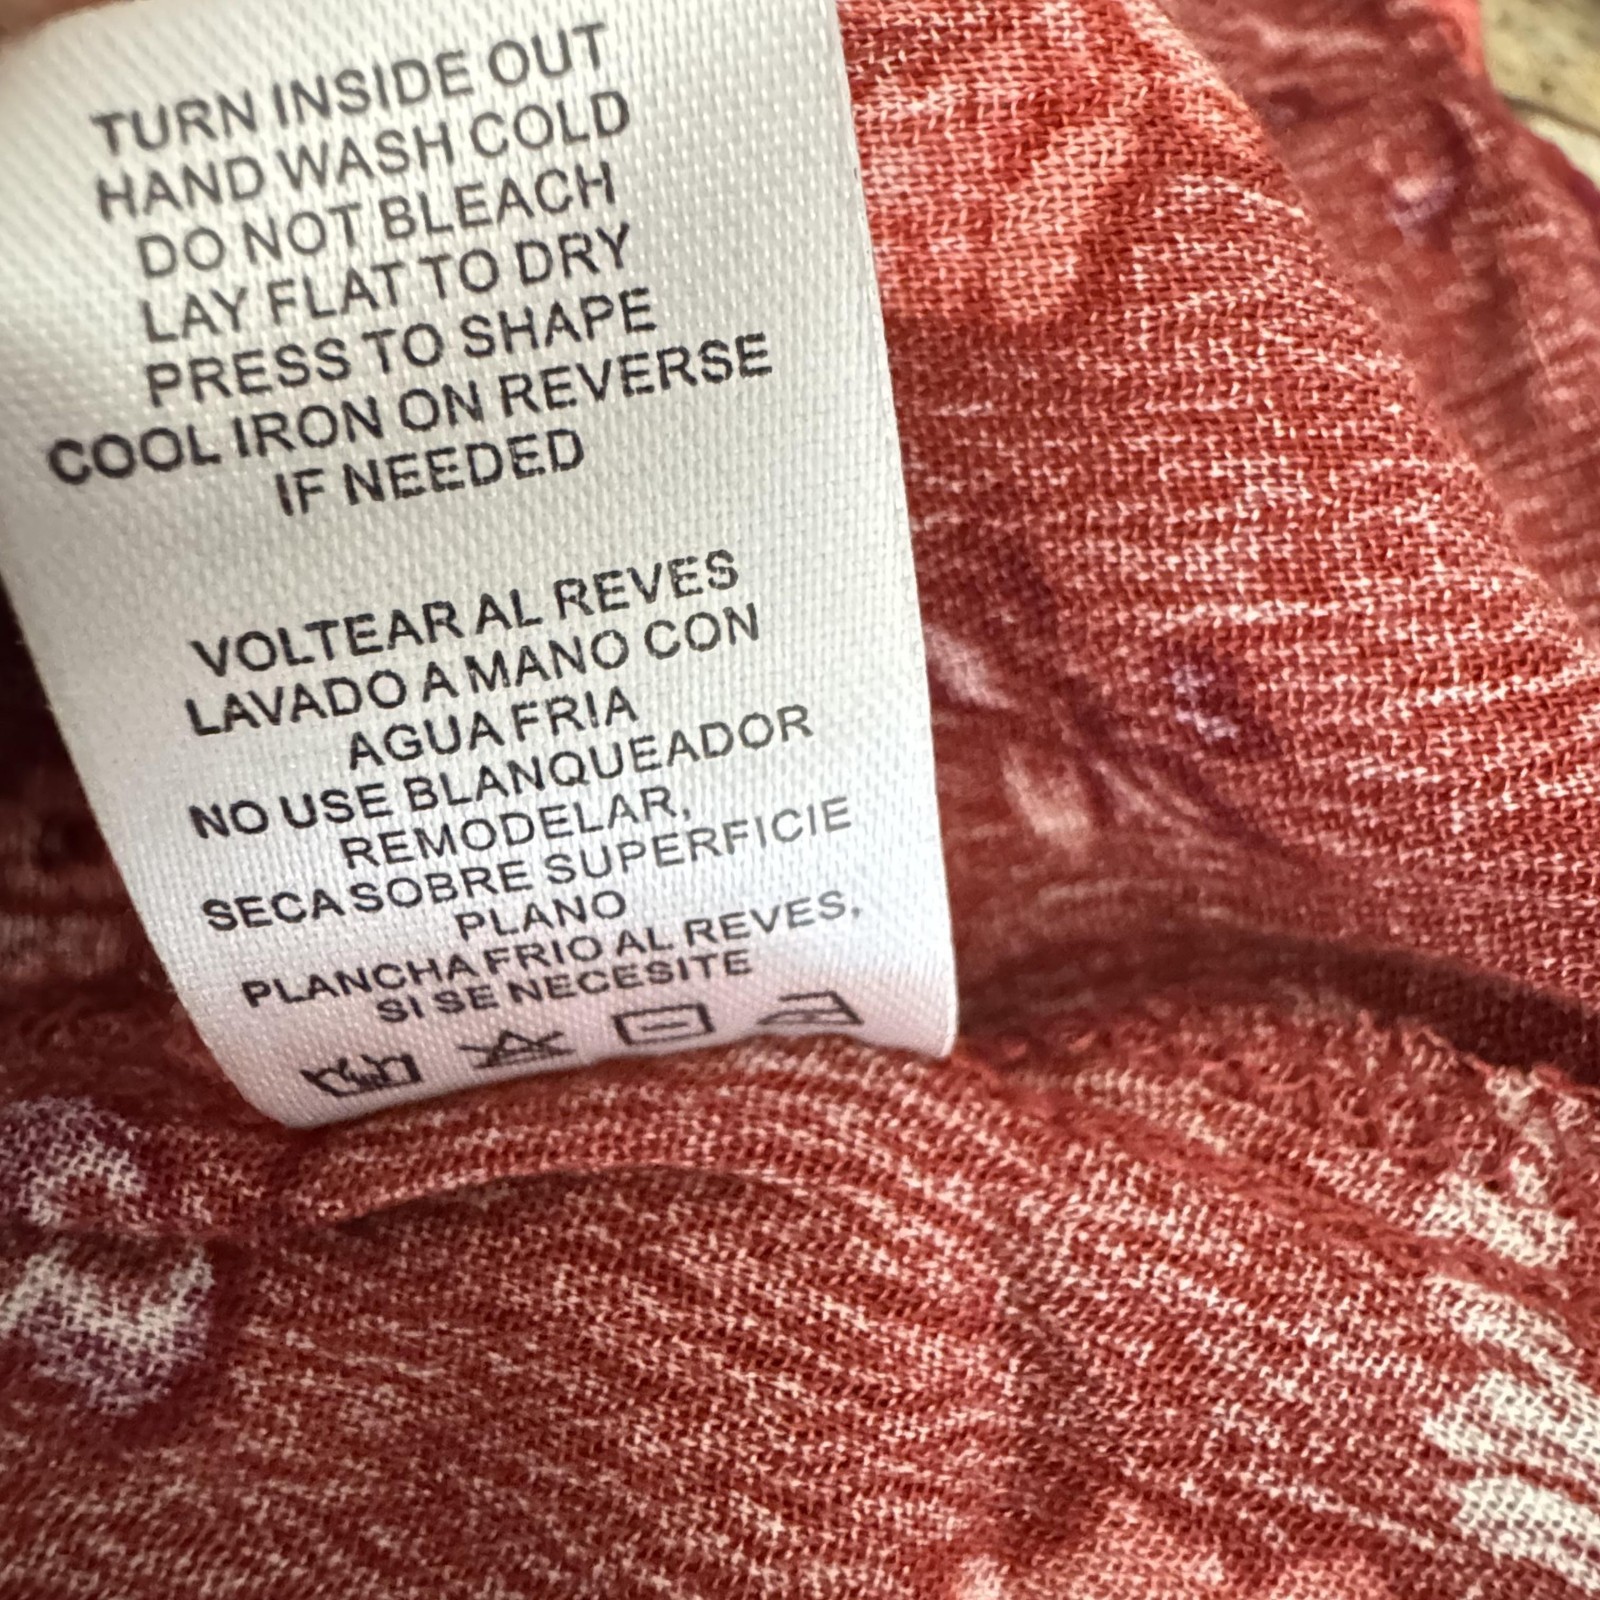 TURN INSIDE OUT
HAND WASH COLD
DO NOT BLEACH
LAY FLAT TO DRY
PRESS TO SHAPE
COOL IRON ON REVERSE
IF NEEDED
VOLTEAR AL REVES
LAVADO A MANO CON
AGUA FRIA
NO USE BLANQUEADOR
REMODELAR,
SECA SOBRE SUPERFICIE
PLANO
PLANCHA FRIO AL REVES,
SI SE NECESITE